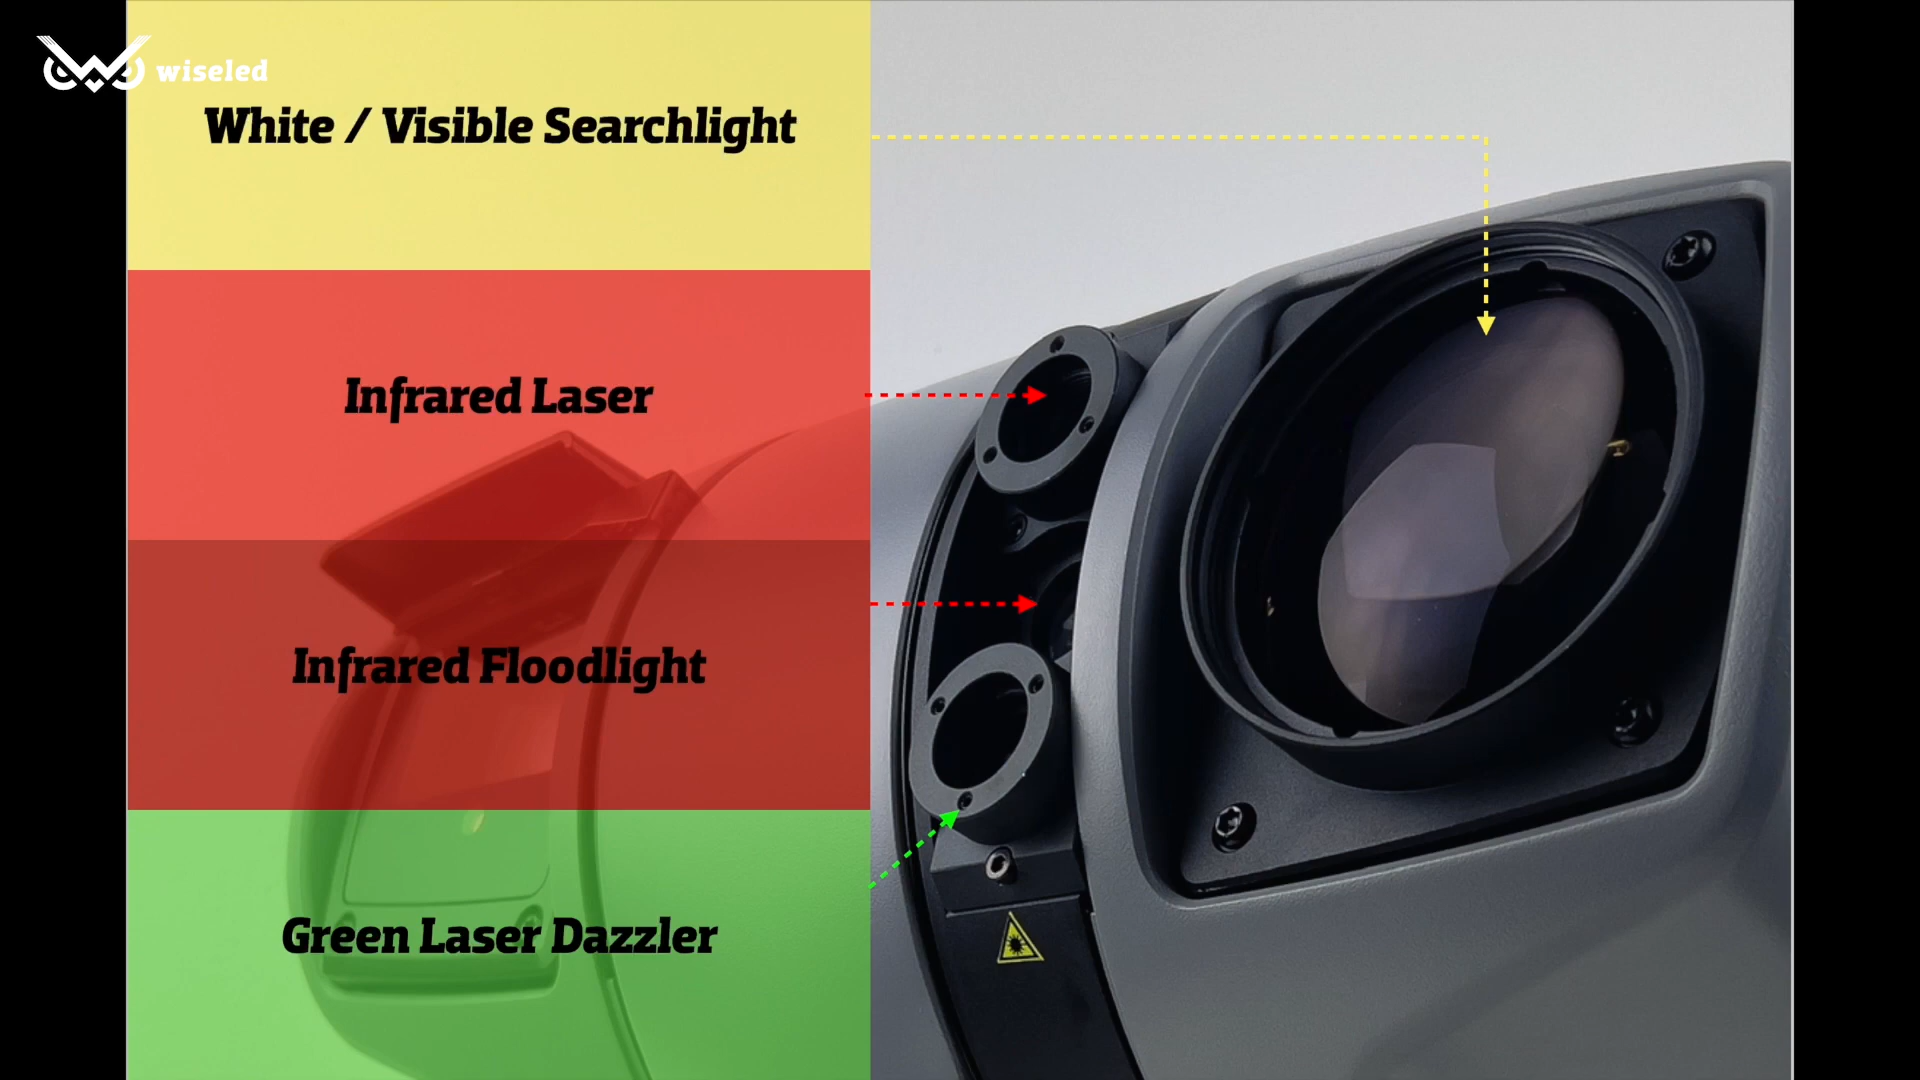 wiseled
White / Visible Searchlight
Infrared Laser
Infrared Floodlight
Green Laser Dazzler